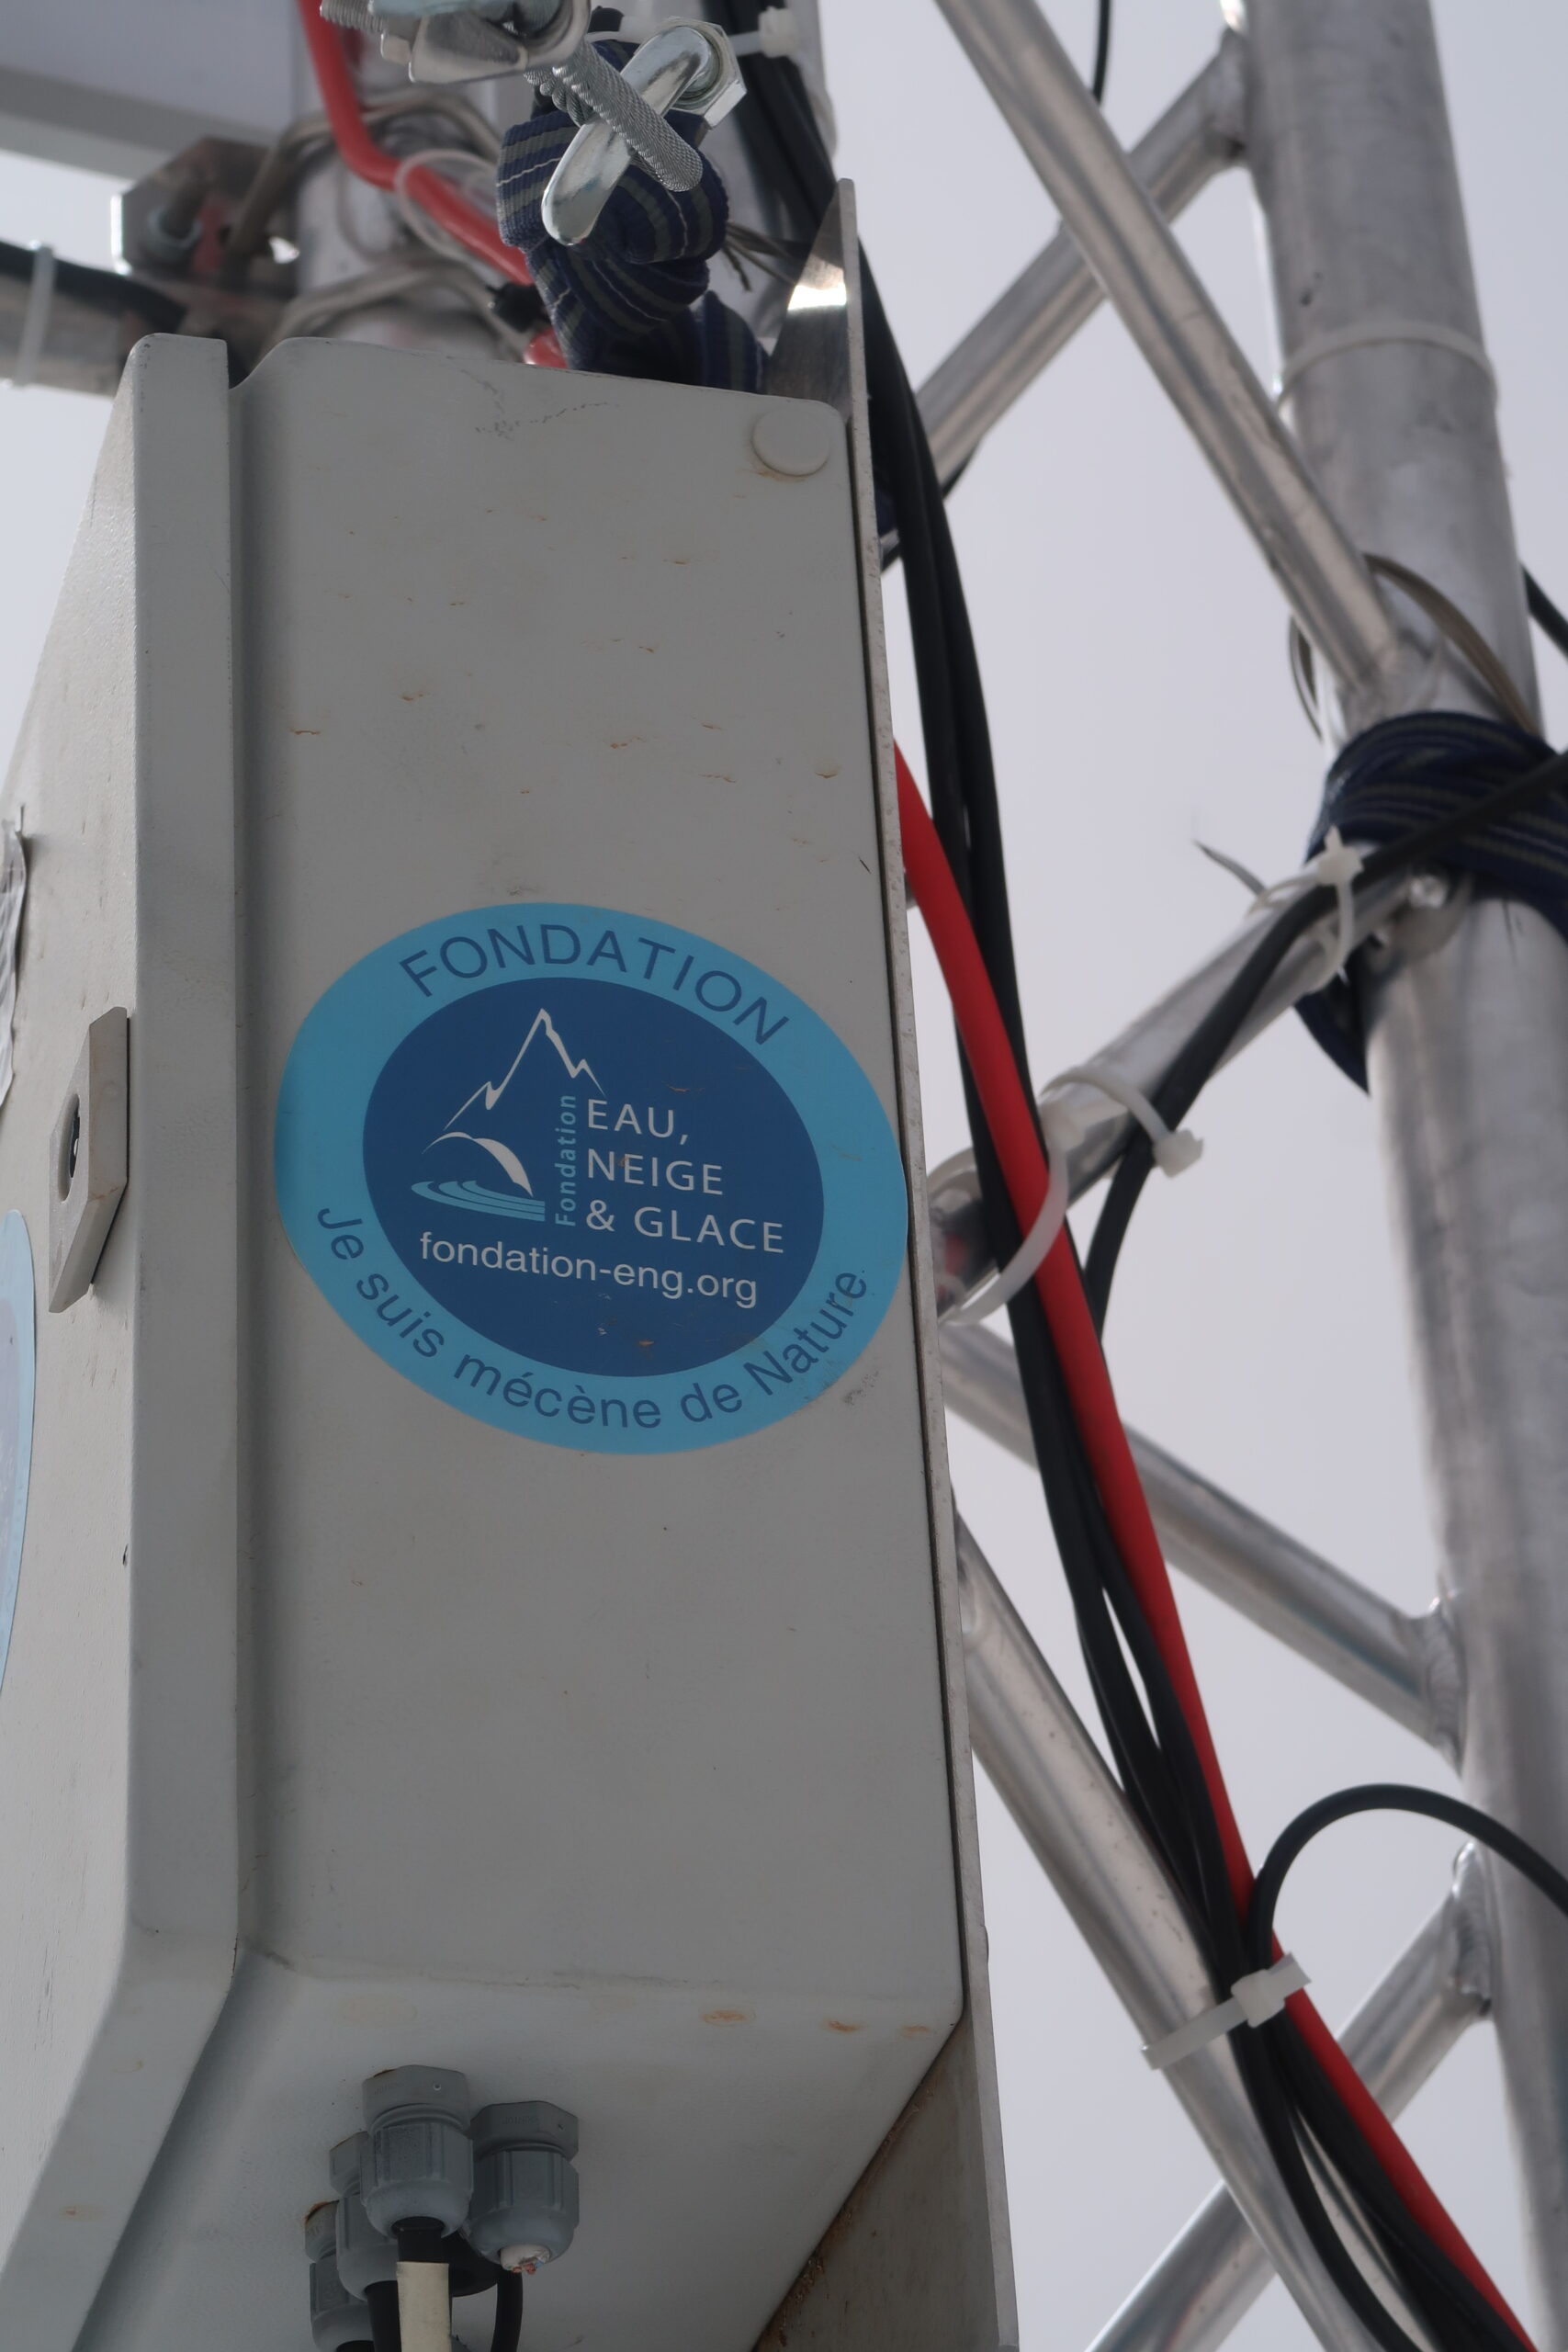 FONDATION
Fondation
EAU,
NEIGE
& GLACE
fondation-eng.org
Je suis mécène de Nature